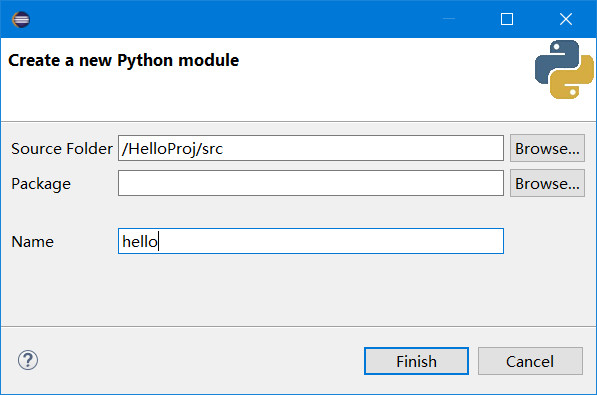 Create a new Python module
Source Folder /HelloProj/src Browse...
Package Browse...
Name hello
? Finish Cancel